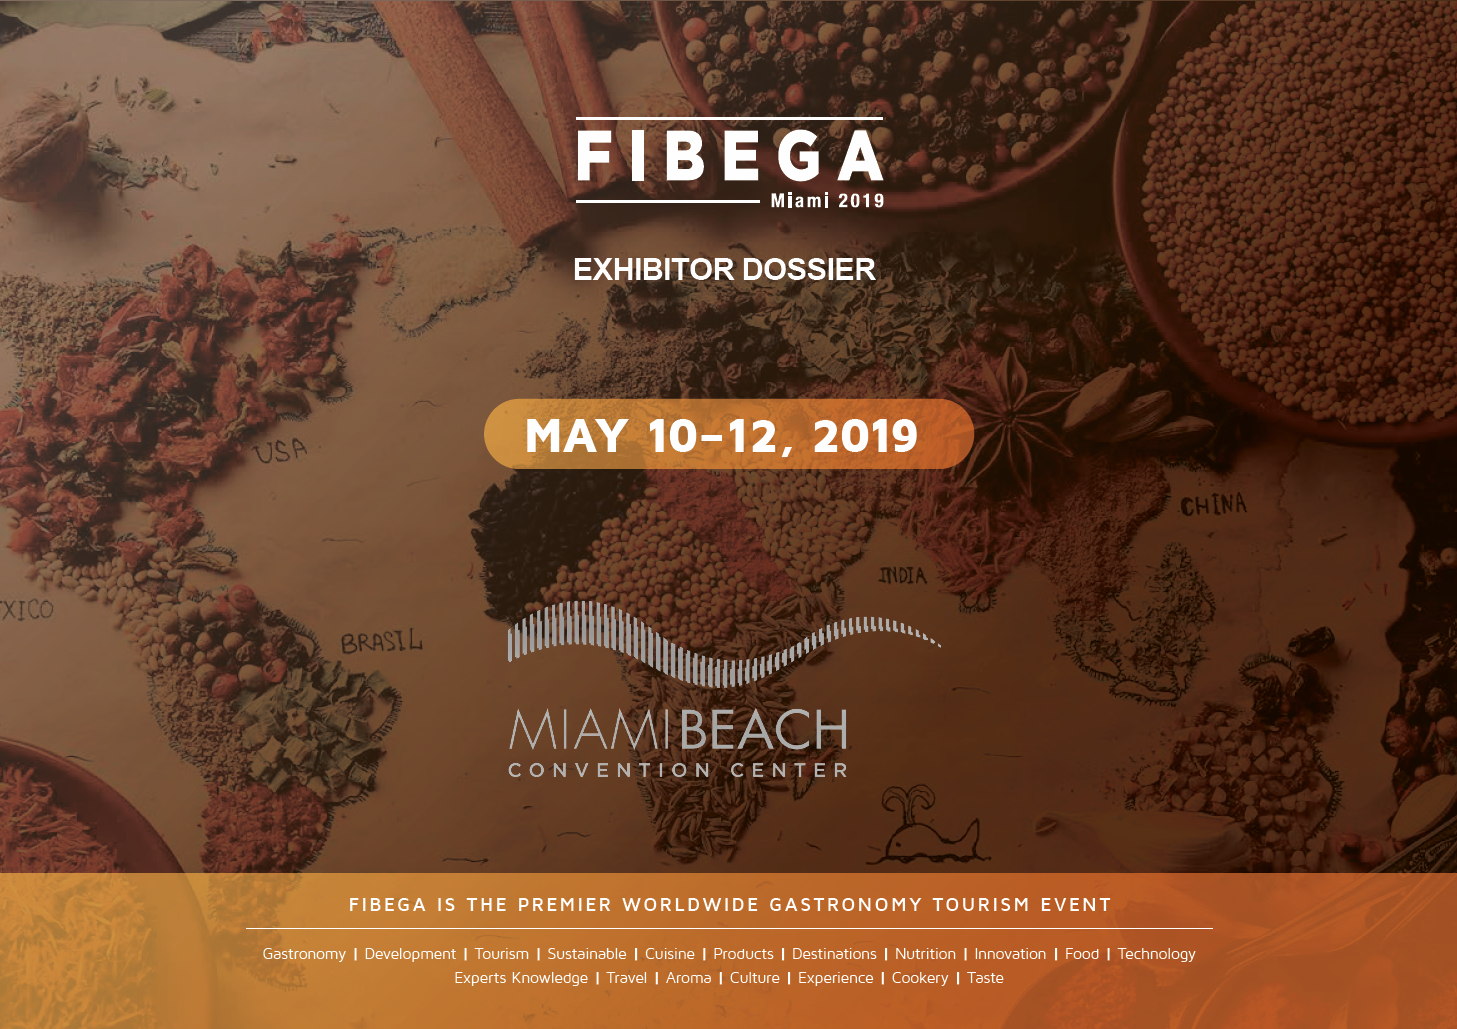 FIBEGA
Miami 2019
EXHIBITOR DOSSIER
MAY 10–12, 2019
USA
CHINA
INDIA
XICO
BRASIL
MIAMIBEACH
CONVENTION CENTER
FIBEGA IS THE PREMIER WORLDWIDE GASTRONOMY TOURISM EVENT
Gastronomy | Development | Tourism | Sustainable | Cuisine | Products | Destinations | Nutrition | Innovation | Food | Technology
Experts Knowledge | Travel | Aroma | Culture | Experience | Cookery | Taste